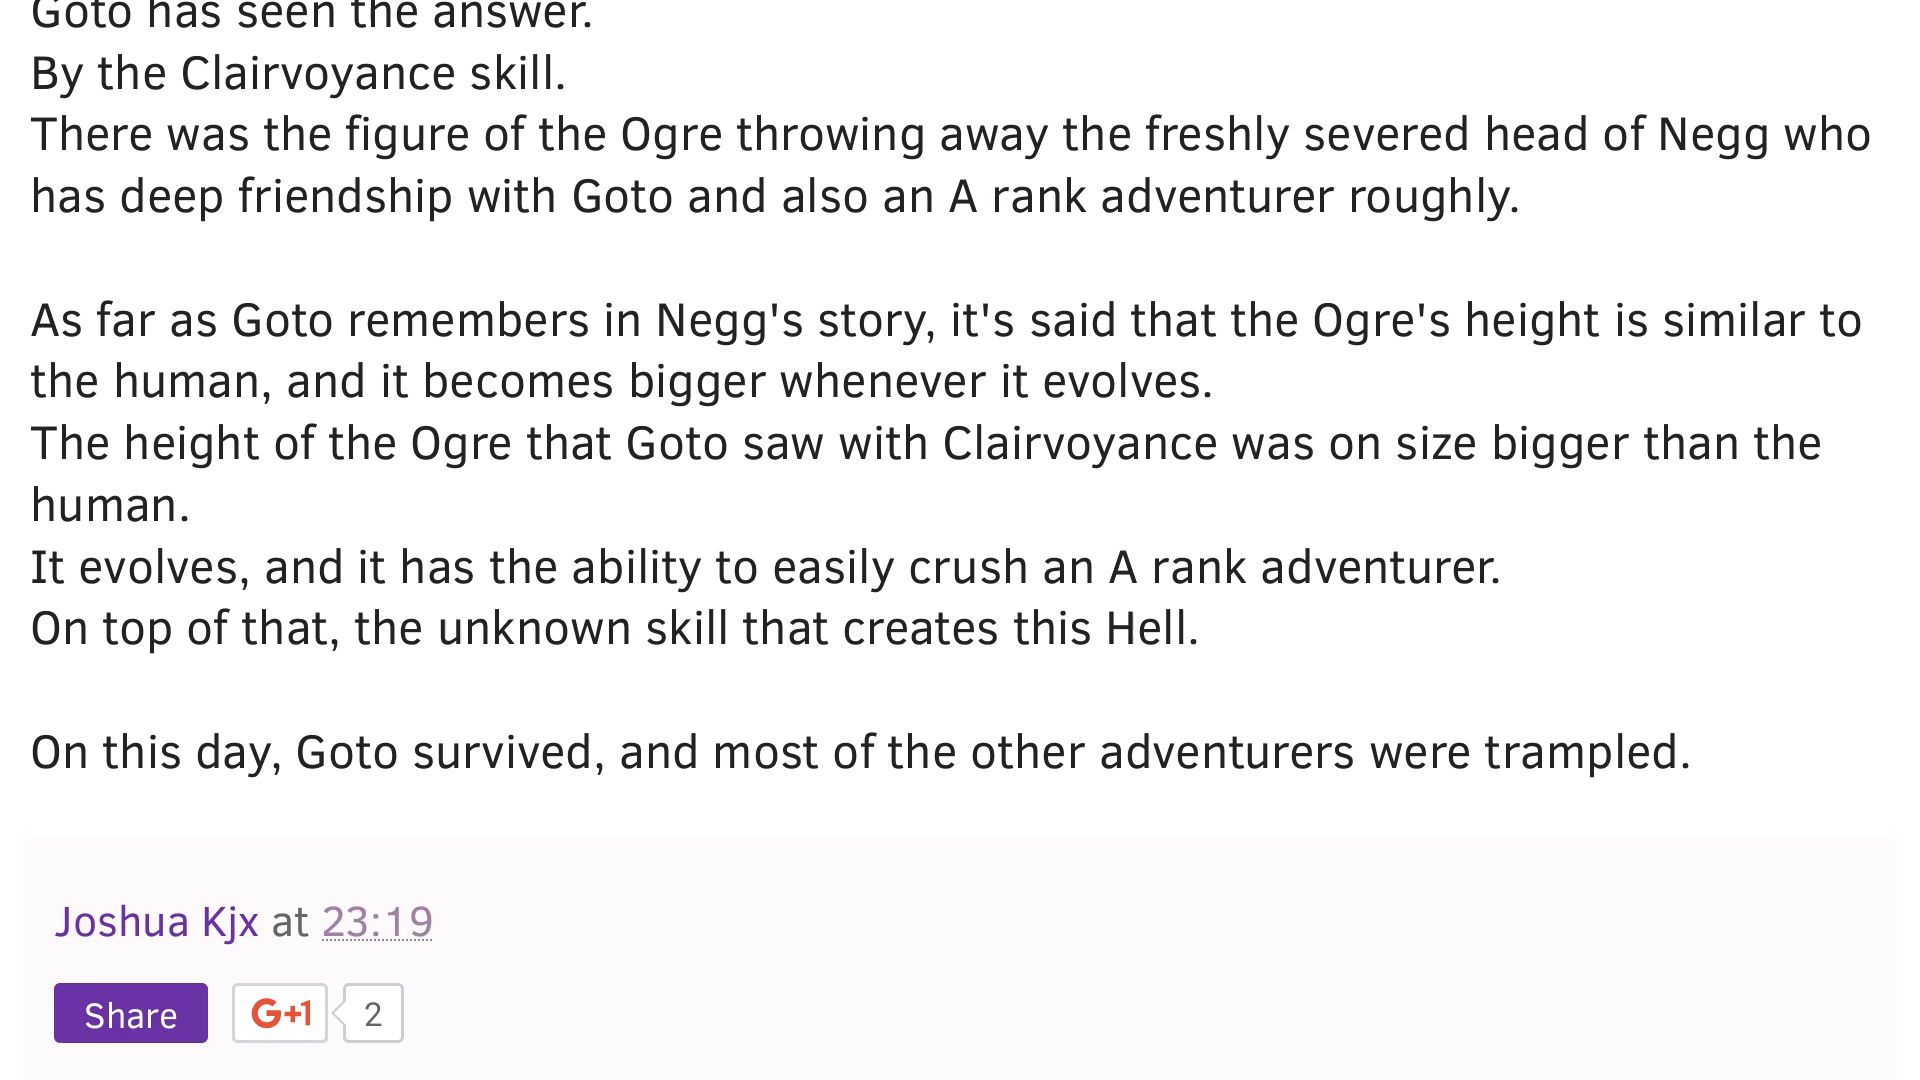 Goto has seen the answer.
By the Clairvoyance skill.
There was the figure of the Ogre throwing away the freshly severed head of Negg who
has deep friendship with Goto and also an A rank adventurer roughly.
As far as Goto remembers in Negg's story, it's said that the Ogre's height is similar to
the human, and it becomes bigger whenever it evolves.
The height of the Ogre that Goto saw with Clairvoyance was on size bigger than the
human.
It evolves, and it has the ability to easily crush an A rank adventurer.
On top of that, the unknown skill that creates this Hell.
On this day, Goto survived, and most of the other adventurers were trampled.
Joshua Kjx at 23:19
Share G+1 2